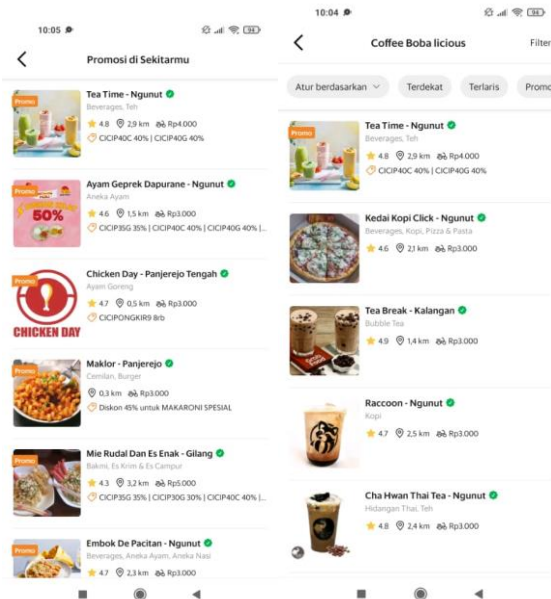 10:05
94
Promosi di Sekitarmu
Promo
Tea Time - Ngunut
Beverages, Teh
4.8 2,9 km Rp4.000
CICIP40C 40% | CICIP40G 40%
Promo
50%
Ayam Geprek Dapurane - Ngunut
Aneka Ayam
4.6 1,5 km Rp3.000
CICIP35G 35% | CICIP40C 40% | CICIP40G 40% |...
Promo
CHICKEN DAY
Chicken Day - Panjerejo Tengah
Ayam Goreng
4.7 0,5 km Rp3.000
CICIPONGKIR9 8rb
Promo
Maklor - Panjerejo
Cemilan, Burger
0,3 km Rp3.000
Diskon 45% untuk MAKARONI SPESIAL
Promo
Mie Rudal Dan Es Enak - Gilang
Bakmi, Es Krim & Es Campur
4.3 3,2 km Rp5.000
CICIP35G 35% | CICIP30G 30% | CICIP40C 40% |...
Promo
Embok De Pacitan - Ngunut
Beverages, Aneka Ayam, Aneka Nasi
4.7 2,3 km Rp3.000
10:04
94
Coffee Boba licious
Filter
Atur berdasarkan
Terdekat
Terlaris
Promo
Promo
Tea Time - Ngunut
Beverages, Teh
4.8 2,9 km Rp4.000
CICIP40C 40% | CICIP40G 40%
Kedai Kopi Click - Ngunut
Beverages, Kopi, Pizza & Pasta
4.6 2,1 km Rp3.000
Tea Break - Kalangan
Bubble Tea
4.9 1,4 km Rp3.000
Raccoon - Ngunut
Kopi
4.7 2,5 km Rp3.000
Cha Hwan Thai Tea - Ngunut
Hidangan Thai, Teh
4.8 2,4 km Rp3.000